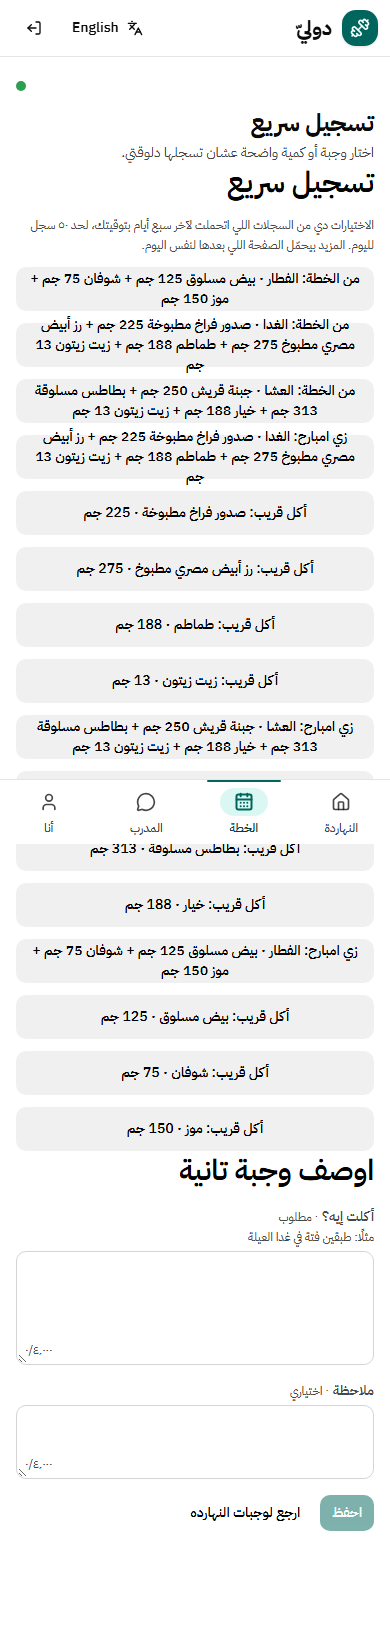 دوليّ
English
تسجيل سريع
اختار وجبة أو كمية واضحة عشان تسجلها دلوقتي.
تسجيل سريع
الاختيارات دي من السجلات اللي اتحملت لآخر سبع أيام بتوقيتك، لحد ٥٠ سجل
لليوم. المزيد بيحمّل الصفحة اللي بعدها لنفس اليوم.
من الخطة: الفطار · بيض مسلوق 125 جم + شوفان 75 جم +
موز 150 جم
من الخطة: الغدا · صدور فراخ مطبوخة 225 جم + رز أبيض
مصري مطبوخ 275 جم + طماطم 188 جم + زيت زيتون 13
جم
من الخطة: العشا · جبنة قريش 250 جم + بطاطس مسلوقة
313 جم + خيار 188 جم + زيت زيتون 13 جم
زي امبارح: الغدا · صدور فراخ مطبوخة 225 جم + رز أبيض
مصري مطبوخ 275 جم + طماطم 188 جم + زيت زيتون 13
جم
أكل قريب: صدور فراخ مطبوخة · 225 جم
أكل قريب: رز أبيض مصري مطبوخ · 275 جم
أكل قريب: طماطم · 188 جم
أكل قريب: زيت زيتون · 13 جم
زي امبارح: العشا · جبنة قريش 250 جم + بطاطس مسلوقة
313 جم + خيار 188 جم + زيت زيتون 13 جم
النهاردة
الخطة
المدرب
أنا
أكل قريب: بطاطس مسلوقة · 313 جم
أكل قريب: خيار · 188 جم
زي امبارح: الفطار · بيض مسلوق 125 جم + شوفان 75 جم +
موز 150 جم
أكل قريب: بيض مسلوق · 125 جم
أكل قريب: شوفان · 75 جم
أكل قريب: موز · 150 جم
اوصف وجبة تانية
أكلت إيه؟ · مطلوب
مثلًا: طبقين فتة في غدا العيلة
٠/٤,٠٠٠
ملاحظة · اختياري
٠/٤,٠٠٠
احفظ
ارجع لوجبات النهارده